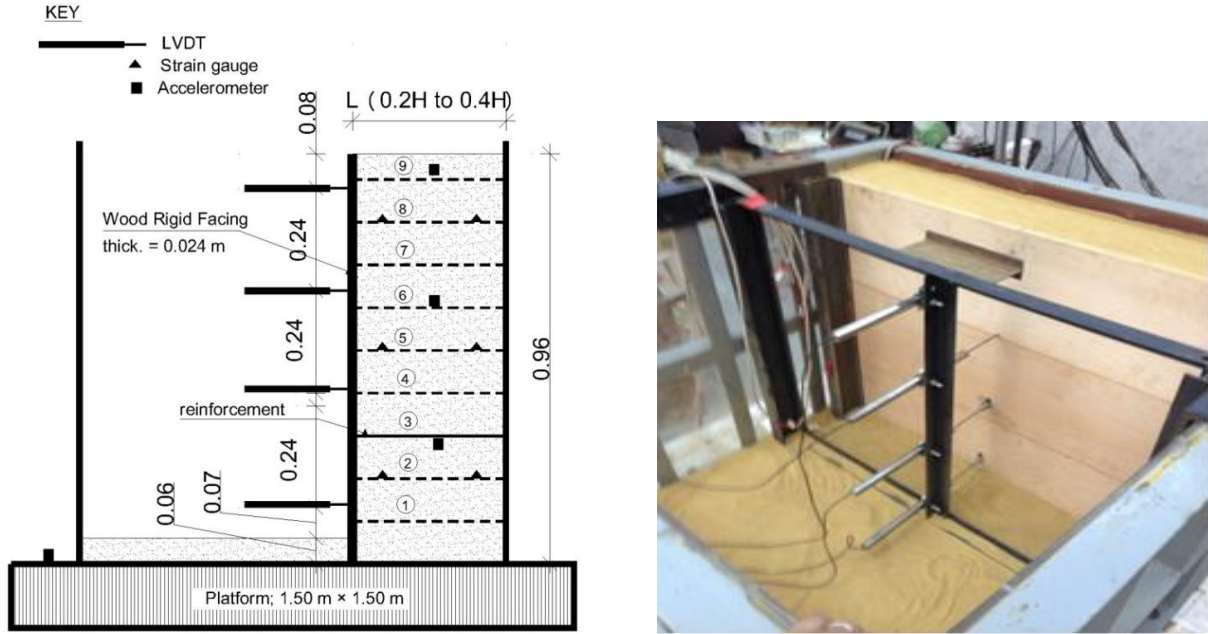 KEY
LVDT
Strain gauge
Accelerometer
0.08
L ( 0.2H to 0.4H)
9
Wood Rigid Facing
thick. = 0.024 m
8
0.24
7
6
0.24
5
0.96
4
reinforcement
3
0.24
2
0.07
0.06
1
Platform; 1.50 m × 1.50 m